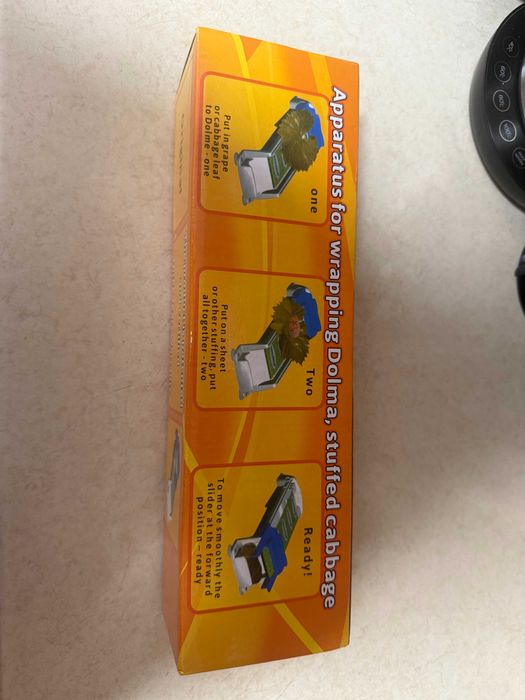 Apparatus for wrapping Dolma, stuffed cabbage
one
Put in grape
or cabbage leaf
to Dolme - one
Two
Put on a sheet
or other stuffing, put
all together - two
Ready!
To move smoothly the
slider at the forward
position - ready